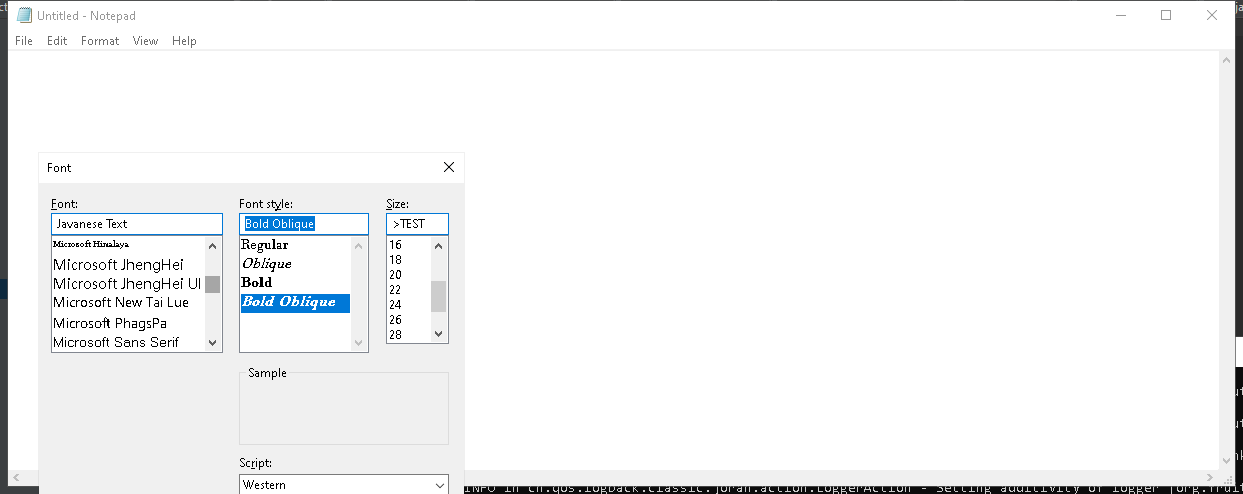 Untitled - Notepad
File Edit Format View Help
Font
Font: Font style: Size:
Javanese Text Bold Oblique >TEST
Microsoft Himalaya
Microsoft JhengHei
Microsoft JhengHei UI
Microsoft New Tai Lue
Microsoft PhagsPa
Microsoft Sans Serif
Regular
Oblique
Bold
Bold Oblique
16
18
20
22
24
26
28
Sample
Script:
Western
INFO in ch.qos.logback.classic.joran.action.LoggerAction - Setting additivity of logger